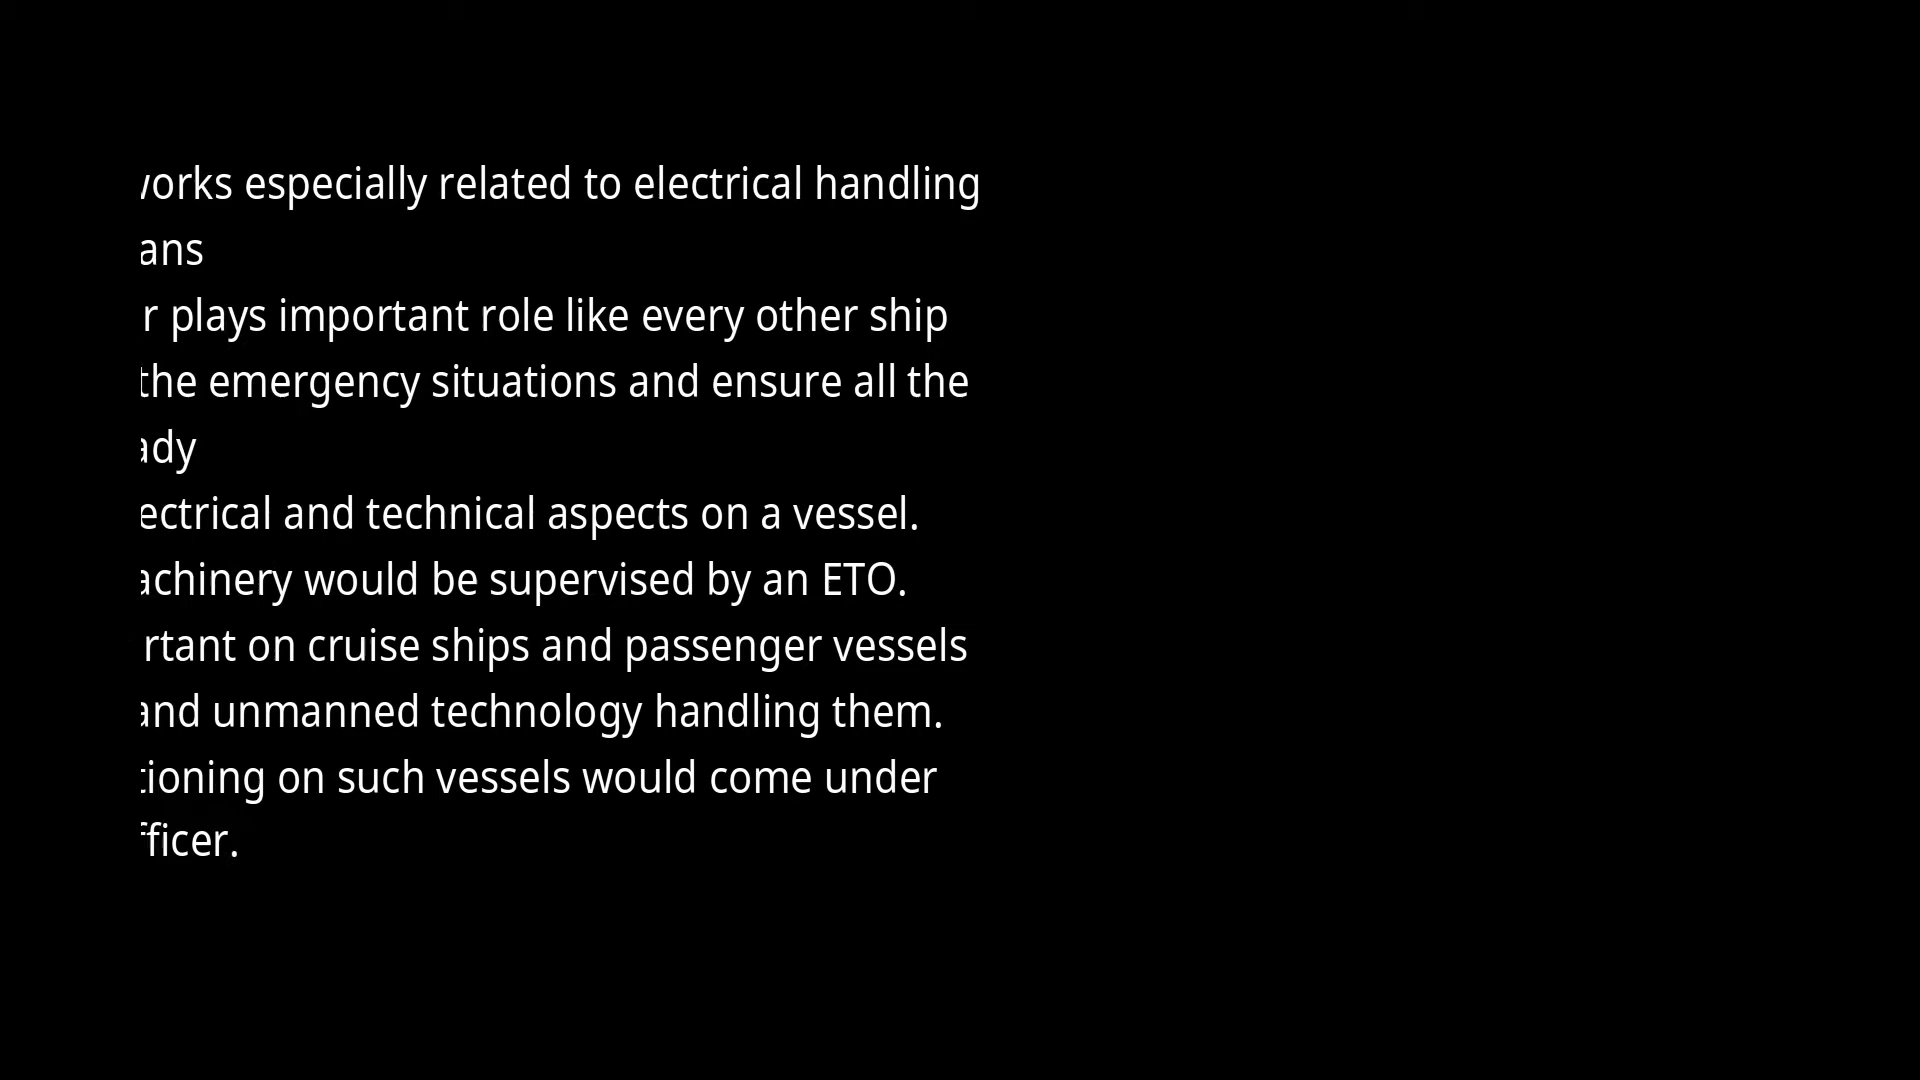 works especially related to electrical handling
ans
r plays important role like every other ship
the emergency situations and ensure all the
ady
ectrical and technical aspects on a vessel.
achinery would be supervised by an ETO.
rtant on cruise ships and passenger vessels
and unmanned technology handling them.
tioning on such vessels would come under
fficer.